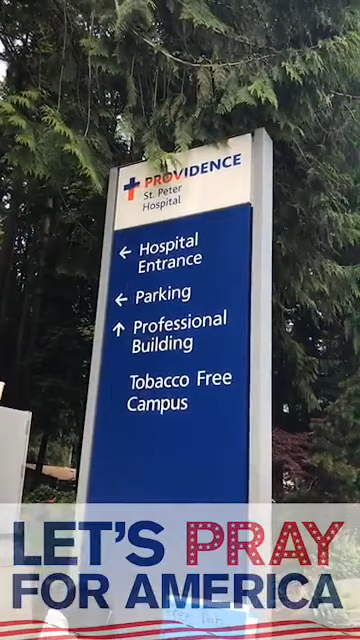 PROVIDENCE
St. Peter
Hospital
← Hospital
Entrance
← Parking
↑ Professional
Building
Tobacco Free
Campus
LET'S PRAY
FOR AMERICA